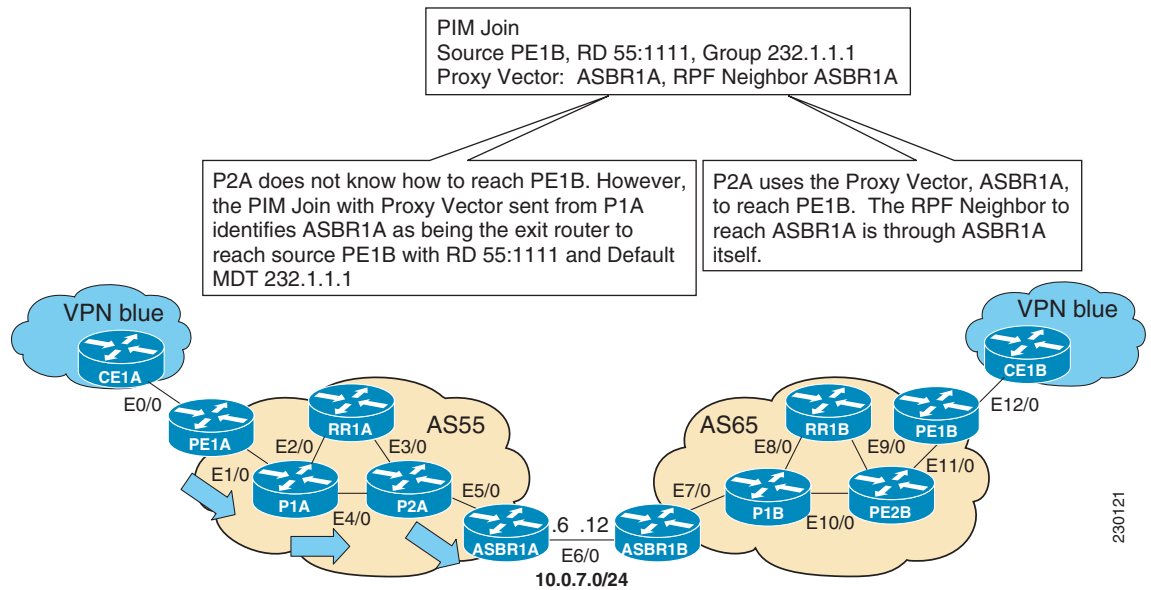 PIM Join
Source PE1B, RD 55:1111, Group 232.1.1.1
Proxy Vector: ASBR1A, RPF Neighbor ASBR1A
P2A does not know how to reach PE1B. However,
the PIM Join with Proxy Vector sent from P1A
identifies ASBR1A as being the exit router to
reach source PE1B with RD 55:1111 and Default
MDT 232.1.1.1
P2A uses the Proxy Vector, ASBR1A,
to reach PE1B. The RPF Neighbor to
reach ASBR1A is through ASBR1A
itself.
VPN blue
CE1A
E0/0
PE1A
E1/0
E2/0
RR1A
E3/0
AS55
P1A
E4/0
P2A
E5/0
ASBR1A
.6 .12
E6/0
10.0.7.0/24
ASBR1B
E7/0
AS65
E8/0
RR1B
E9/0
P1B
E10/0
PE2B
E11/0
PE1B
E12/0
VPN blue
CE1B
230121